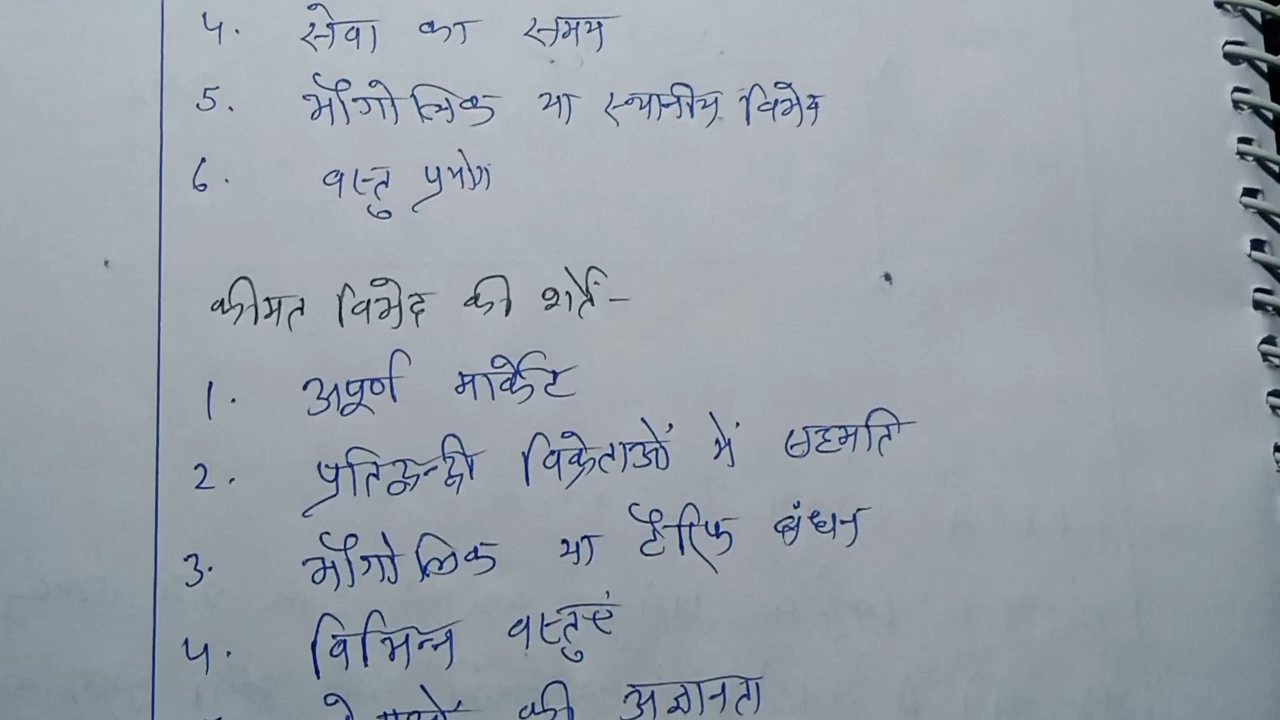 4. सेवा का समय
5. भौगोलिक या स्थानीय विभेद
6. वस्तु प्रयोग
कीमत विभेद की शर्तें-
1. अपूर्ण मार्केट
2. प्रतिद्वन्द्वी विक्रेताओं में सहमति
3. भौगोलिक या टैरिफ बंधन
4. विभिन्न वस्तुएं
की अज्ञानता